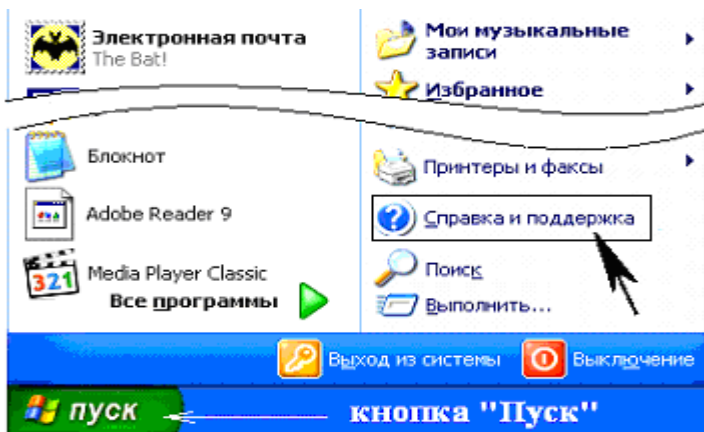 Электронная почта
The Bat!
Блокнот
Adobe Reader 9
321
Media Player Classic
Все программы
Мои музыкальные
записи
Избранное
Принтеры и факсы
Справка и поддержка
Поиск
Выполнить...
Выход из системы
Выключение
пуск
кнопка "Пуск"